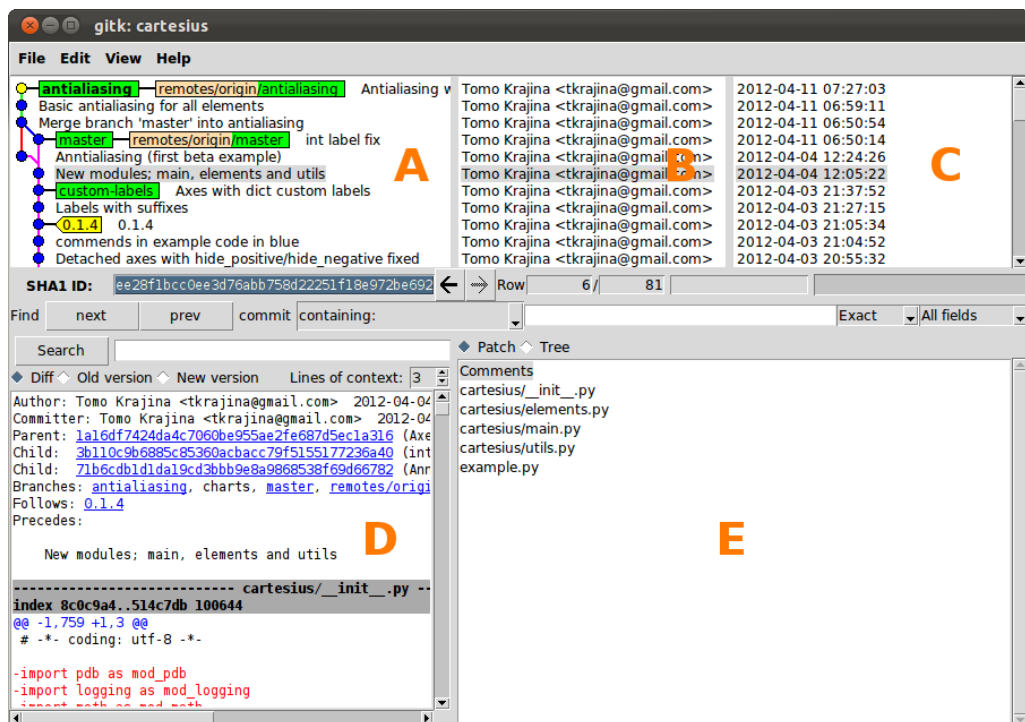 gitk: cartesius
File Edit View Help
antialiasing remotes/origin/antialiasing Antialiasing w Tomo Krajina <tkrajina@gmail.com> 2012-04-11 07:27:03
Basic antialiasing for all elements Tomo Krajina <tkrajina@gmail.com> 2012-04-11 06:59:11
Merge branch 'master' into antialiasing Tomo Krajina <tkrajina@gmail.com> 2012-04-11 06:50:54
master remotes/origin/master int label fix Tomo Krajina <tkrajina@gmail.com> 2012-04-11 06:50:14
Anntialiasing (first beta example) Tomo Krajina <tkrajina@gmail.com> 2012-04-04 12:24:26
New modules; main, elements and utils Tomo Krajina <tkrajina@gmail.com> 2012-04-04 12:05:22
A B C
custom-labels Axes with dict custom labels Tomo Krajina <tkrajina@gmail.com> 2012-04-03 21:37:52
Labels with suffixes Tomo Krajina <tkrajina@gmail.com> 2012-04-03 21:27:15
0.1.4 0.1.4 Tomo Krajina <tkrajina@gmail.com> 2012-04-03 21:05:34
commends in example code in blue Tomo Krajina <tkrajina@gmail.com> 2012-04-03 21:04:52
Detached axes with hide_positive/hide_negative fixed Tomo Krajina <tkrajina@gmail.com> 2012-04-03 20:55:32
SHA1 ID: ee28f1bcc0ee3d76abb758d22251f18e972be692 Row 6 / 81
Find next prev commit containing: Exact All fields
Search
Diff Old version New version Lines of context: 3
Author: Tomo Krajina <tkrajina@gmail.com> 2012-04-04
Committer: Tomo Krajina <tkrajina@gmail.com> 2012-04-
Parent: 1a16df7424da4c7060be955ae2fe687d5ec1a316 (Axe
Child: 3b110c9b6885c85360acbacc79f5155177236a40 (int
Child: 71b6cdb1d1da19cd3bbb9e8a9868538f69d66782 (Ann
Branches: antialiasing, charts, master, remotes/origi
Follows: 0.1.4
Precedes:
New modules; main, elements and utils
D
---------------------------- cartesius/__init__.py --
index 8c0c9a4..514c7db 100644
@@ -1,759 +1,3 @@
# -*- coding: utf-8 -*-
-import pdb as mod_pdb
-import logging as mod_logging
-import math as mod_math
Patch Tree
Comments
cartesius/__init__.py
cartesius/elements.py
cartesius/main.py
cartesius/utils.py
example.py
E